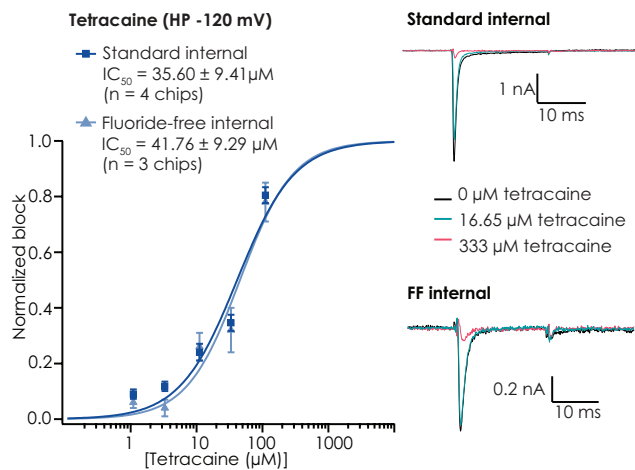 Tetracaine (HP -120 mV)
Standard internal
IC50 = 35.60 ± 9.41µM
(n = 4 chips)
Fluoride-free internal
IC50 = 41.76 ± 9.29 µM
(n = 3 chips)
Normalized block
1.0
0.8
0.6
0.4
0.2
0.0
1
10
100
1000
[Tetracaine (µM)]
Standard internal
1 nA
10 ms
0 µM tetracaine
16.65 µM tetracaine
333 µM tetracaine
FF internal
0.2 nA
10 ms